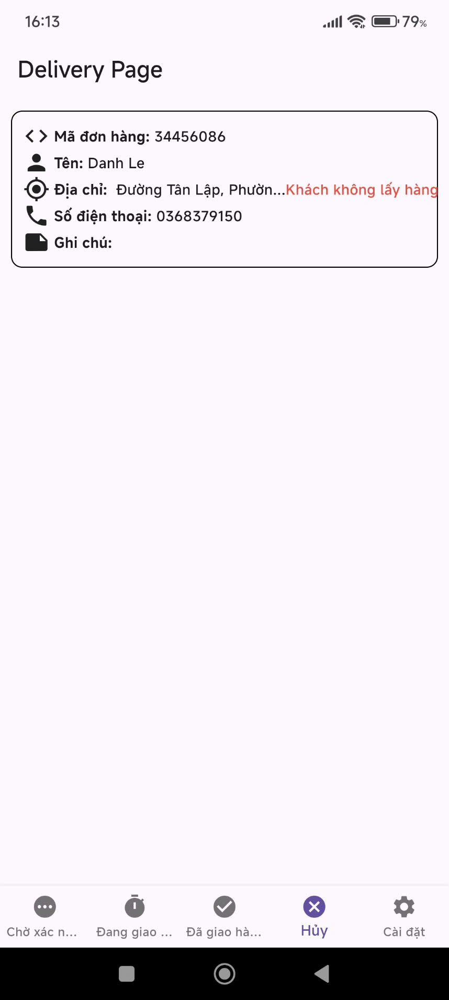 16:13
79%
Delivery Page
Mã đơn hàng: 34456086
Tên: Danh Le
Địa chỉ: Đường Tân Lập, Phườn...Khách không lấy hàng
Số điện thoại: 0368379150
Ghi chú:
Chờ xác n...
Đang giao ...
Đã giao hà...
Hủy
Cài đặt